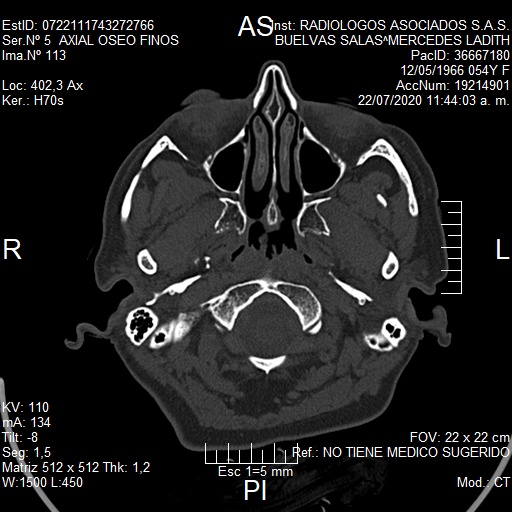 EstID: 0722111743272766
Ser.Nº 5 AXIAL OSEO FINOS
Ima.Nº 113
Loc: 402,3 Ax
Ker.: H70s
AS
Inst: RADIOLOGOS ASOCIADOS S.A.S.
BUELVAS SALAS^MERCEDES LADITH
PacID: 36667180
12/05/1966 054Y F
AccNum: 19214901
22/07/2020 11:44:03 a. m.
R
L
KV: 110
mA: 134
Tilt: -8
Seg: 1,5
Matriz 512 x 512 Thk: 1,2
W:1500 L:450
Esc 1=5 mm
PI
FOV: 22 x 22 cm
Ref.: NO TIENE MEDICO SUGERIDO
Mod.: CT